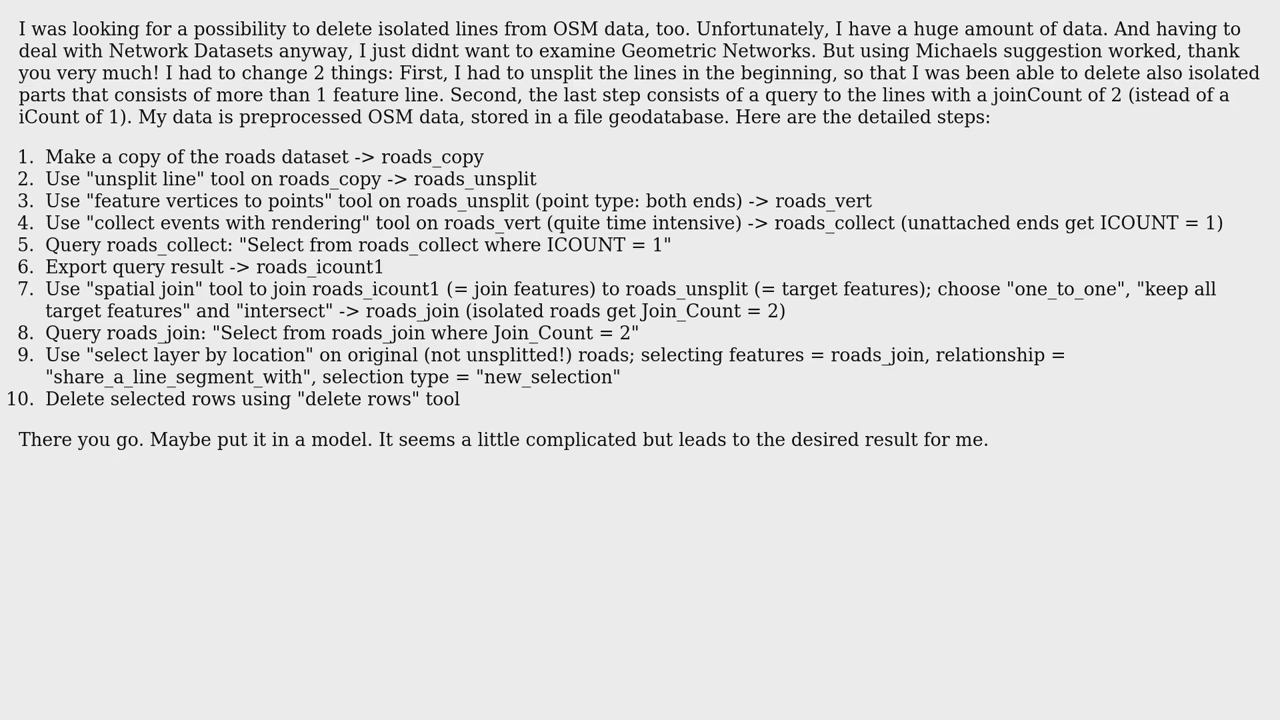 I was looking for a possibility to delete isolated lines from OSM data, too. Unfortunately, I have a huge amount of data. And having to
deal with Network Datasets anyway, I just didnt want to examine Geometric Networks. But using Michaels suggestion worked, thank
you very much! I had to change 2 things: First, I had to unsplit the lines in the beginning, so that I was been able to delete also isolated
parts that consists of more than 1 feature line. Second, the last step consists of a query to the lines with a joinCount of 2 (istead of a
iCount of 1). My data is preprocessed OSM data, stored in a file geodatabase. Here are the detailed steps:
1. Make a copy of the roads dataset -> roads_copy
2. Use "unsplit line" tool on roads_copy -> roads_unsplit
3. Use "feature vertices to points" tool on roads_unsplit (point type: both ends) -> roads_vert
4. Use "collect events with rendering" tool on roads_vert (quite time intensive) -> roads_collect (unattached ends get ICOUNT = 1)
5. Query roads_collect: "Select from roads_collect where ICOUNT = 1"
6. Export query result -> roads_icount1
7. Use "spatial join" tool to join roads_icount1 (= join features) to roads_unsplit (= target features); choose "one_to_one", "keep all
target features" and "intersect" -> roads_join (isolated roads get Join_Count = 2)
8. Query roads_join: "Select from roads_join where Join_Count = 2"
9. Use "select layer by location" on original (not unsplitted!) roads; selecting features = roads_join, relationship =
"share_a_line_segment_with", selection type = "new_selection"
10. Delete selected rows using "delete rows" tool
There you go. Maybe put it in a model. It seems a little complicated but leads to the desired result for me.